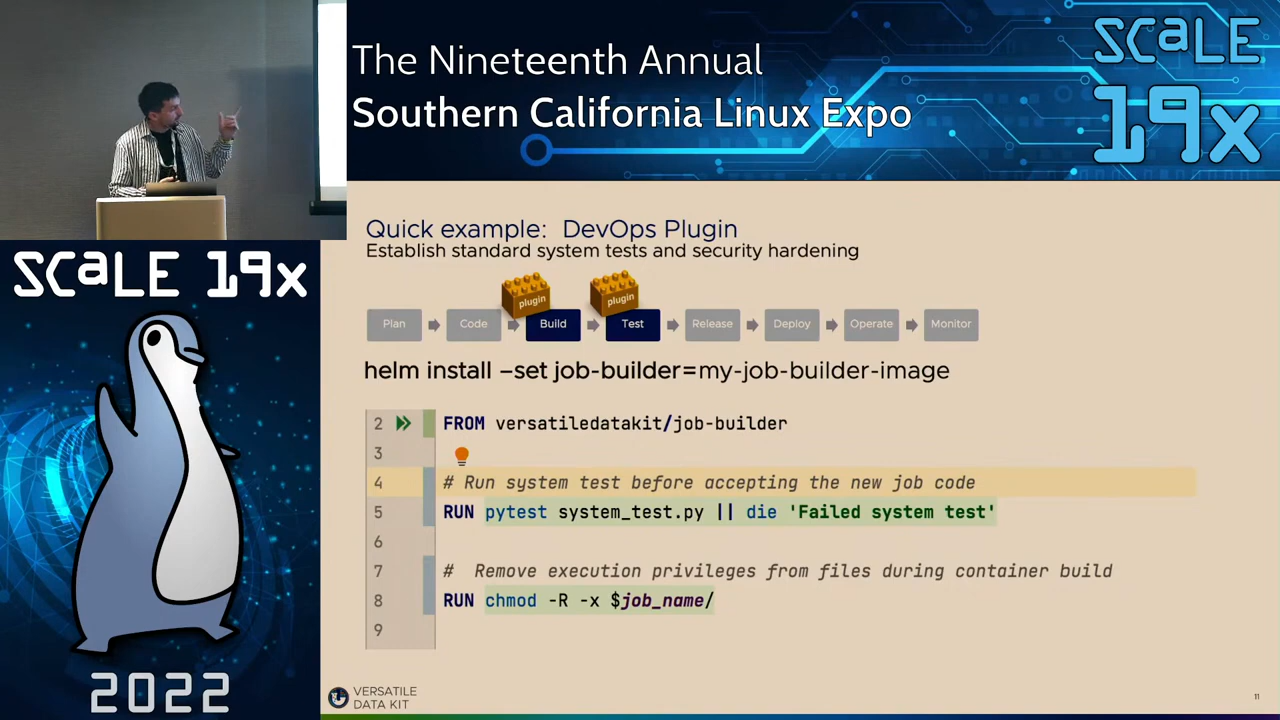 The Nineteenth Annual
Southern California Linux Expo
SCaLE
19x
SCaLE 19x
2022
Quick example: DevOps Plugin
Establish standard system tests and security hardening
plugin
plugin
Plan
Code
Build
Test
Release
Deploy
Operate
Monitor
helm install –set job-builder=my-job-builder-image
2 FROM versatiledatakit/job-builder
3
4 # Run system test before accepting the new job code
5 RUN pytest system_test.py || die 'Failed system test'
6
7 #  Remove execution privileges from files during container build
8 RUN chmod -R -x $job_name/
9
VERSATILE
DATA KIT
11